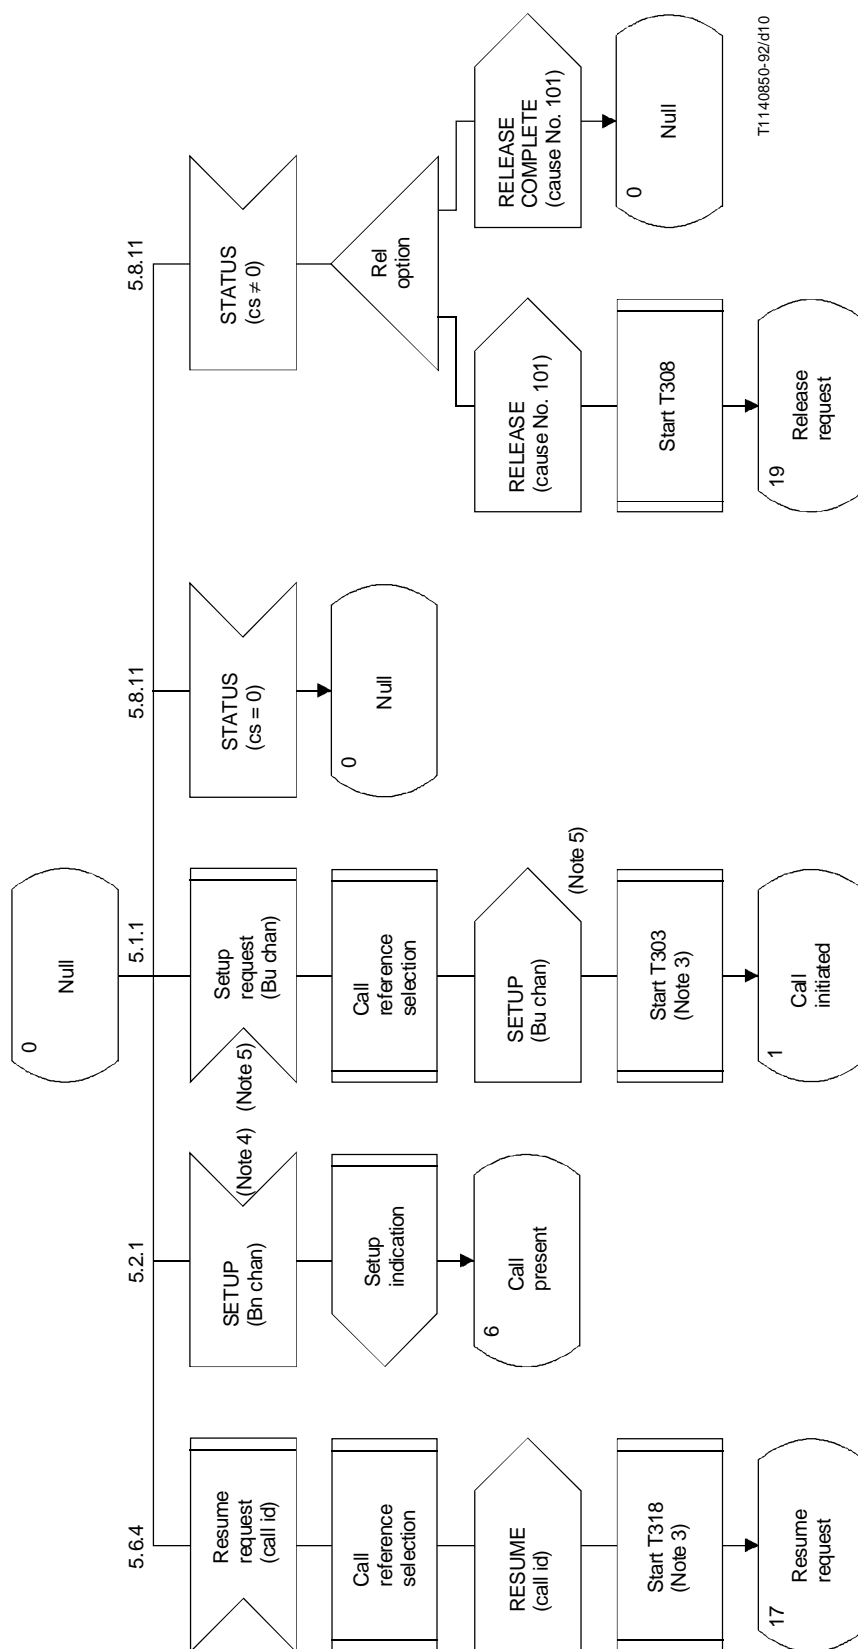 0
Null
5.6.4
5.2.1
5.1.1
5.8.11
5.8.11
Resume
request
(call id)
Call
reference
selection
RESUME
(call id)
Start T318
(Note 3)
17
Resume
request
SETUP
(Bn chan)
(Note 4)
Setup
indication
6
Call
present
Setup
request
(Bu chan)
(Note 5)
Call
reference
selection
SETUP
(Bu chan)
(Note 5)
Start T303
(Note 3)
1
Call
initiated
STATUS
(cs = 0)
0
Null
STATUS
(cs ≠ 0)
Rel
option
RELEASE
(cause No. 101)
Start T308
19
Release
request
RELEASE
COMPLETE
(cause No. 101)
0
Null
T1140850-92/d10